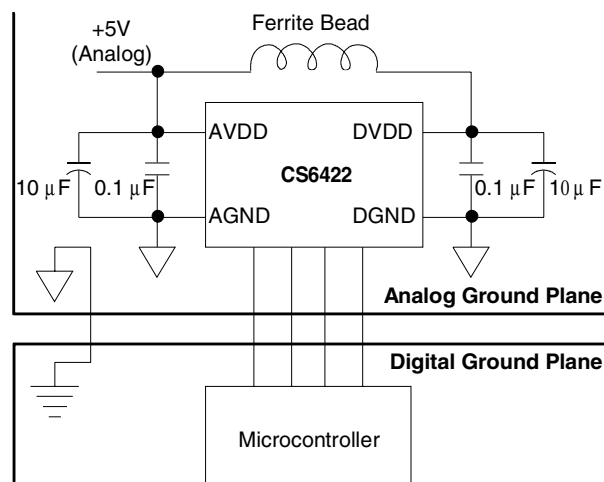 +5V
(Analog)
Ferrite Bead
AVDD
DVDD
CS6422
10 µF
0.1 µF
0.1 µF
10 µF
AGND
DGND
Analog Ground Plane
Digital Ground Plane
Microcontroller